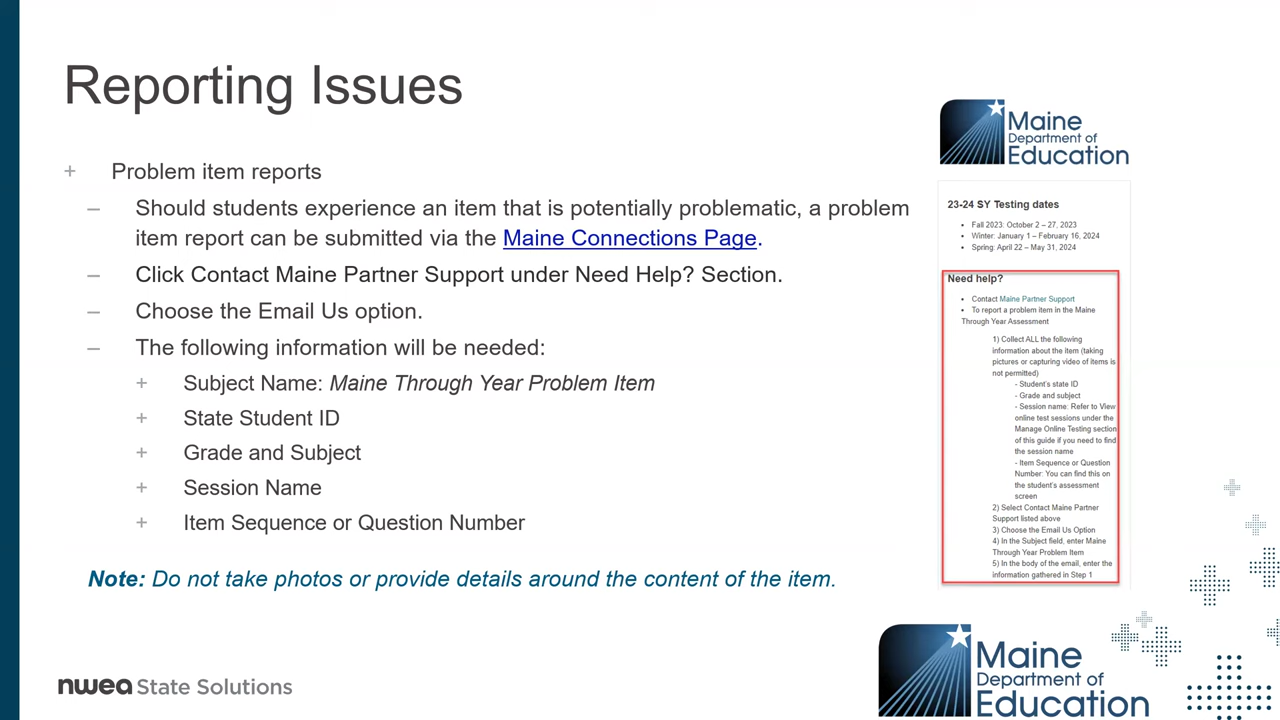 Reporting Issues
+ Problem item reports
– Should students experience an item that is potentially problematic, a problem
item report can be submitted via the Maine Connections Page.
– Click Contact Maine Partner Support under Need Help? Section.
– Choose the Email Us option.
– The following information will be needed:
+ Subject Name: Maine Through Year Problem Item
+ State Student ID
+ Grade and Subject
+ Session Name
+ Item Sequence or Question Number
Note: Do not take photos or provide details around the content of the item.
nwea State Solutions
Maine
Department of
Education
23-24 SY Testing dates
• Fall 2023: October 2 – 27, 2023
• Winter: January 1 – February 16, 2024
• Spring: April 22 – May 31, 2024
Need help?
• Contact Maine Partner Support
• To report a problem item in the Maine
Through Year Assessment
1) Collect ALL the following
information about the item (taking
pictures or capturing video of items is
not permitted)
- Student's state ID
- Grade and subject
- Session name: Refer to View
online test sessions under the
Manage Online Testing section
of this guide if you need to find
the session name
- Item Sequence or Question
Number: You can find this on
the student's assessment
screen
2) Select Contact Maine Partner
Support listed above
3) Choose the Email Us Option
4) In the Subject field, enter Maine
Through Year Problem Item
5) In the body of the email, enter the
information gathered in Step 1
Maine
Department of
Education